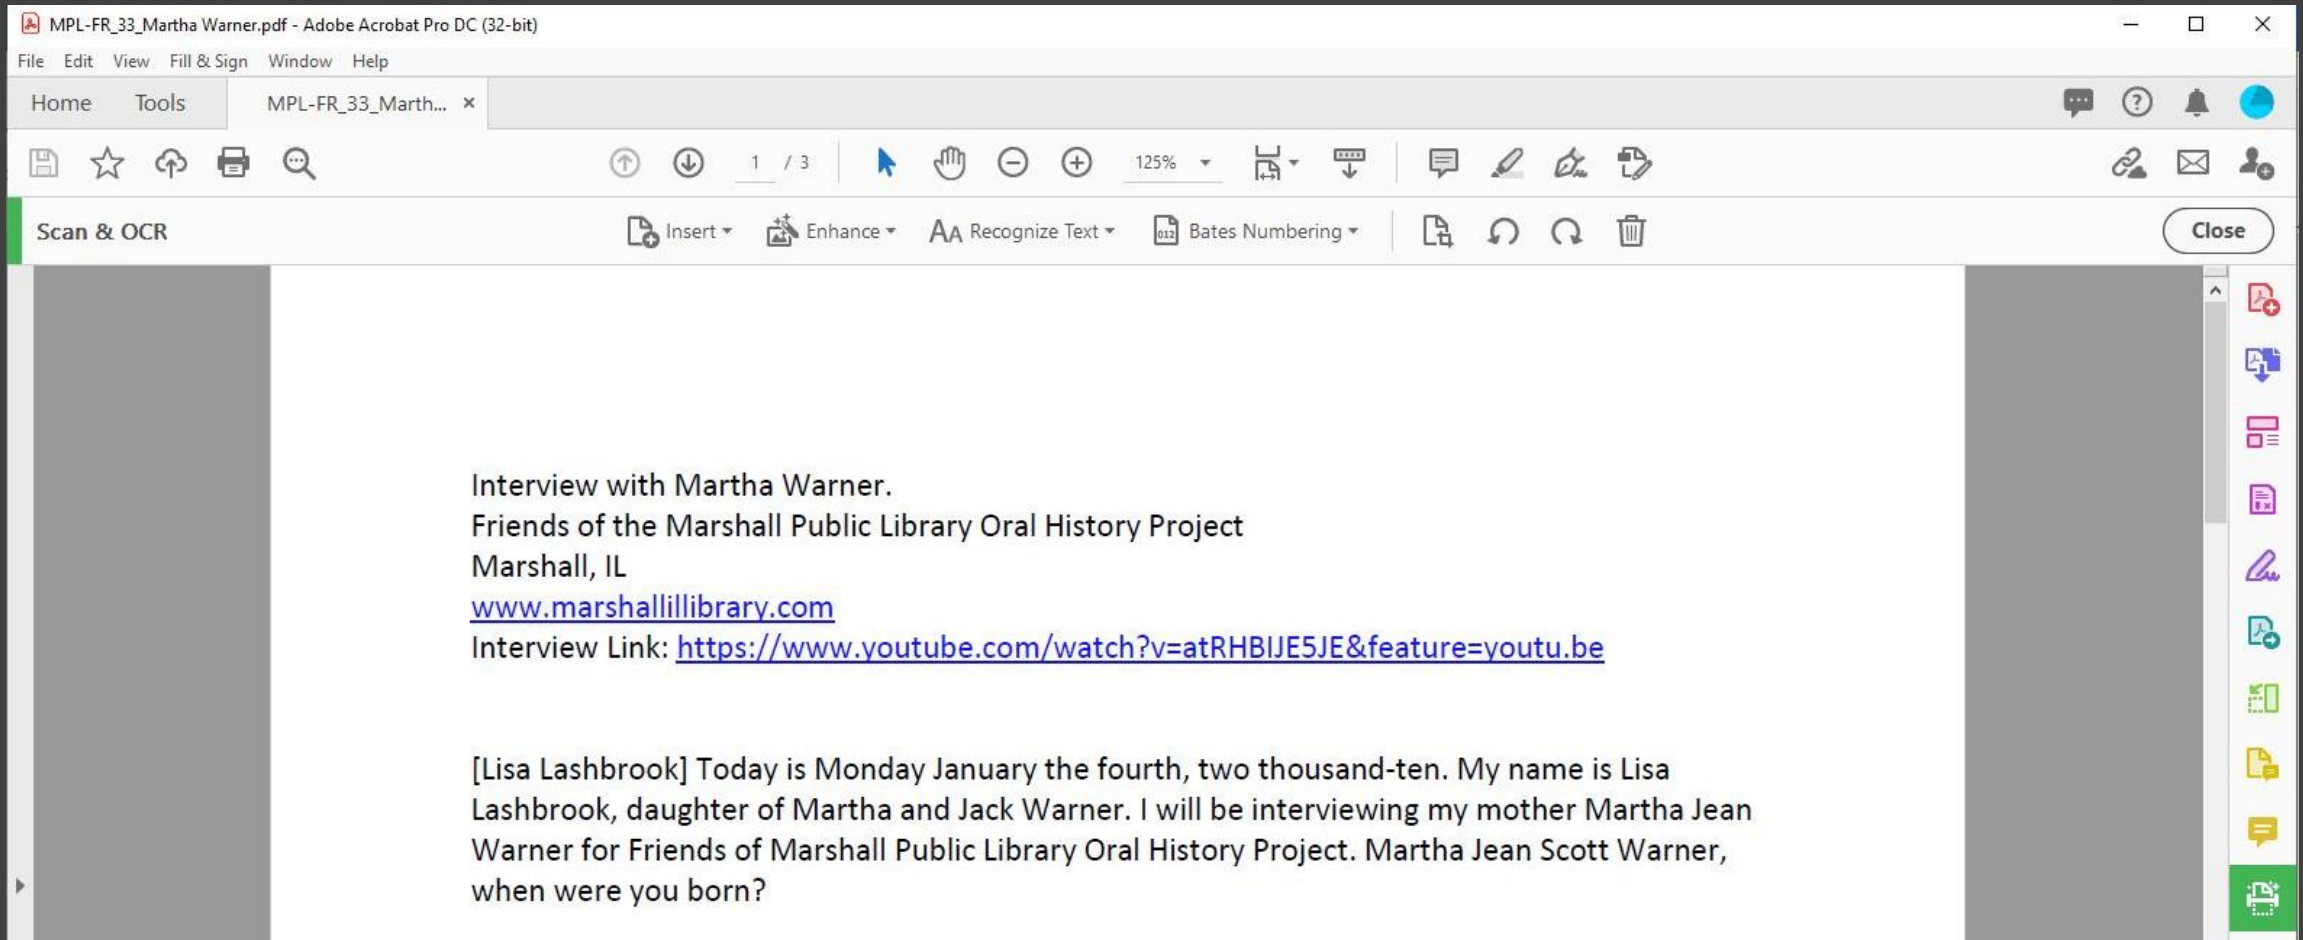 MPL-FR_33_Martha Warner.pdf - Adobe Acrobat Pro DC (32-bit)
File Edit View Fill & Sign Window Help
Home Tools MPL-FR_33_Marth... ×
1 / 3 125%
Scan & OCR Insert Enhance AA Recognize Text 012 Bates Numbering Close
Interview with Martha Warner.
Friends of the Marshall Public Library Oral History Project
Marshall, IL
www.marshallillibrary.com
Interview Link: https://www.youtube.com/watch?v=atRHBIJE5JE&feature=youtu.be
[Lisa Lashbrook] Today is Monday January the fourth, two thousand-ten. My name is Lisa
Lashbrook, daughter of Martha and Jack Warner. I will be interviewing my mother Martha Jean
Warner for Friends of Marshall Public Library Oral History Project. Martha Jean Scott Warner,
when were you born?